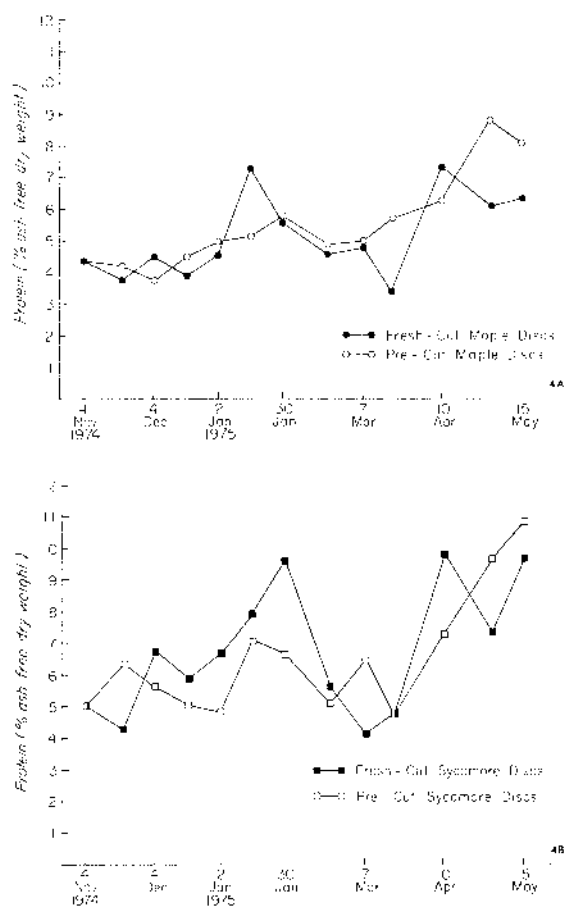 12
11
10
9
8
7
6
5
4
3
2
1
Protein (% ash free dry weight)
Fresh-Cut Maple Discs
Pre-Cut Maple Discs
4A
4 4 2 30 7 10 15
Nov Dec Jan Jan Mar Apr May
1974 1975
11
10
9
8
7
6
5
4
3
2
1
Protein (% ash free dry weight)
Fresh-Cut Sycamore Discs
Pre-Cut Sycamore Discs
4B
4 4 2 30 7 10 15
Nov Dec Jan Jan Mar Apr May
1974 1975